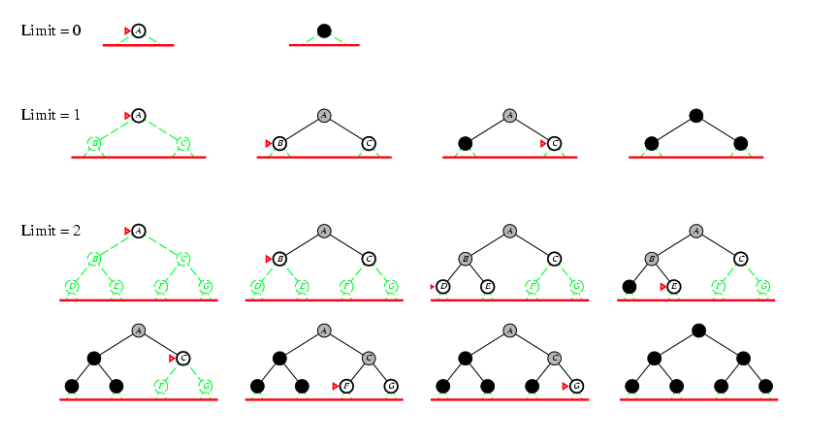 Limit = 0
A
Limit = 1
A A A
B C B C C
Limit = 2
A A A A
B C B C B C B C
D E F G D E F G D E F G E F G
A A A
C C C
F G F G G